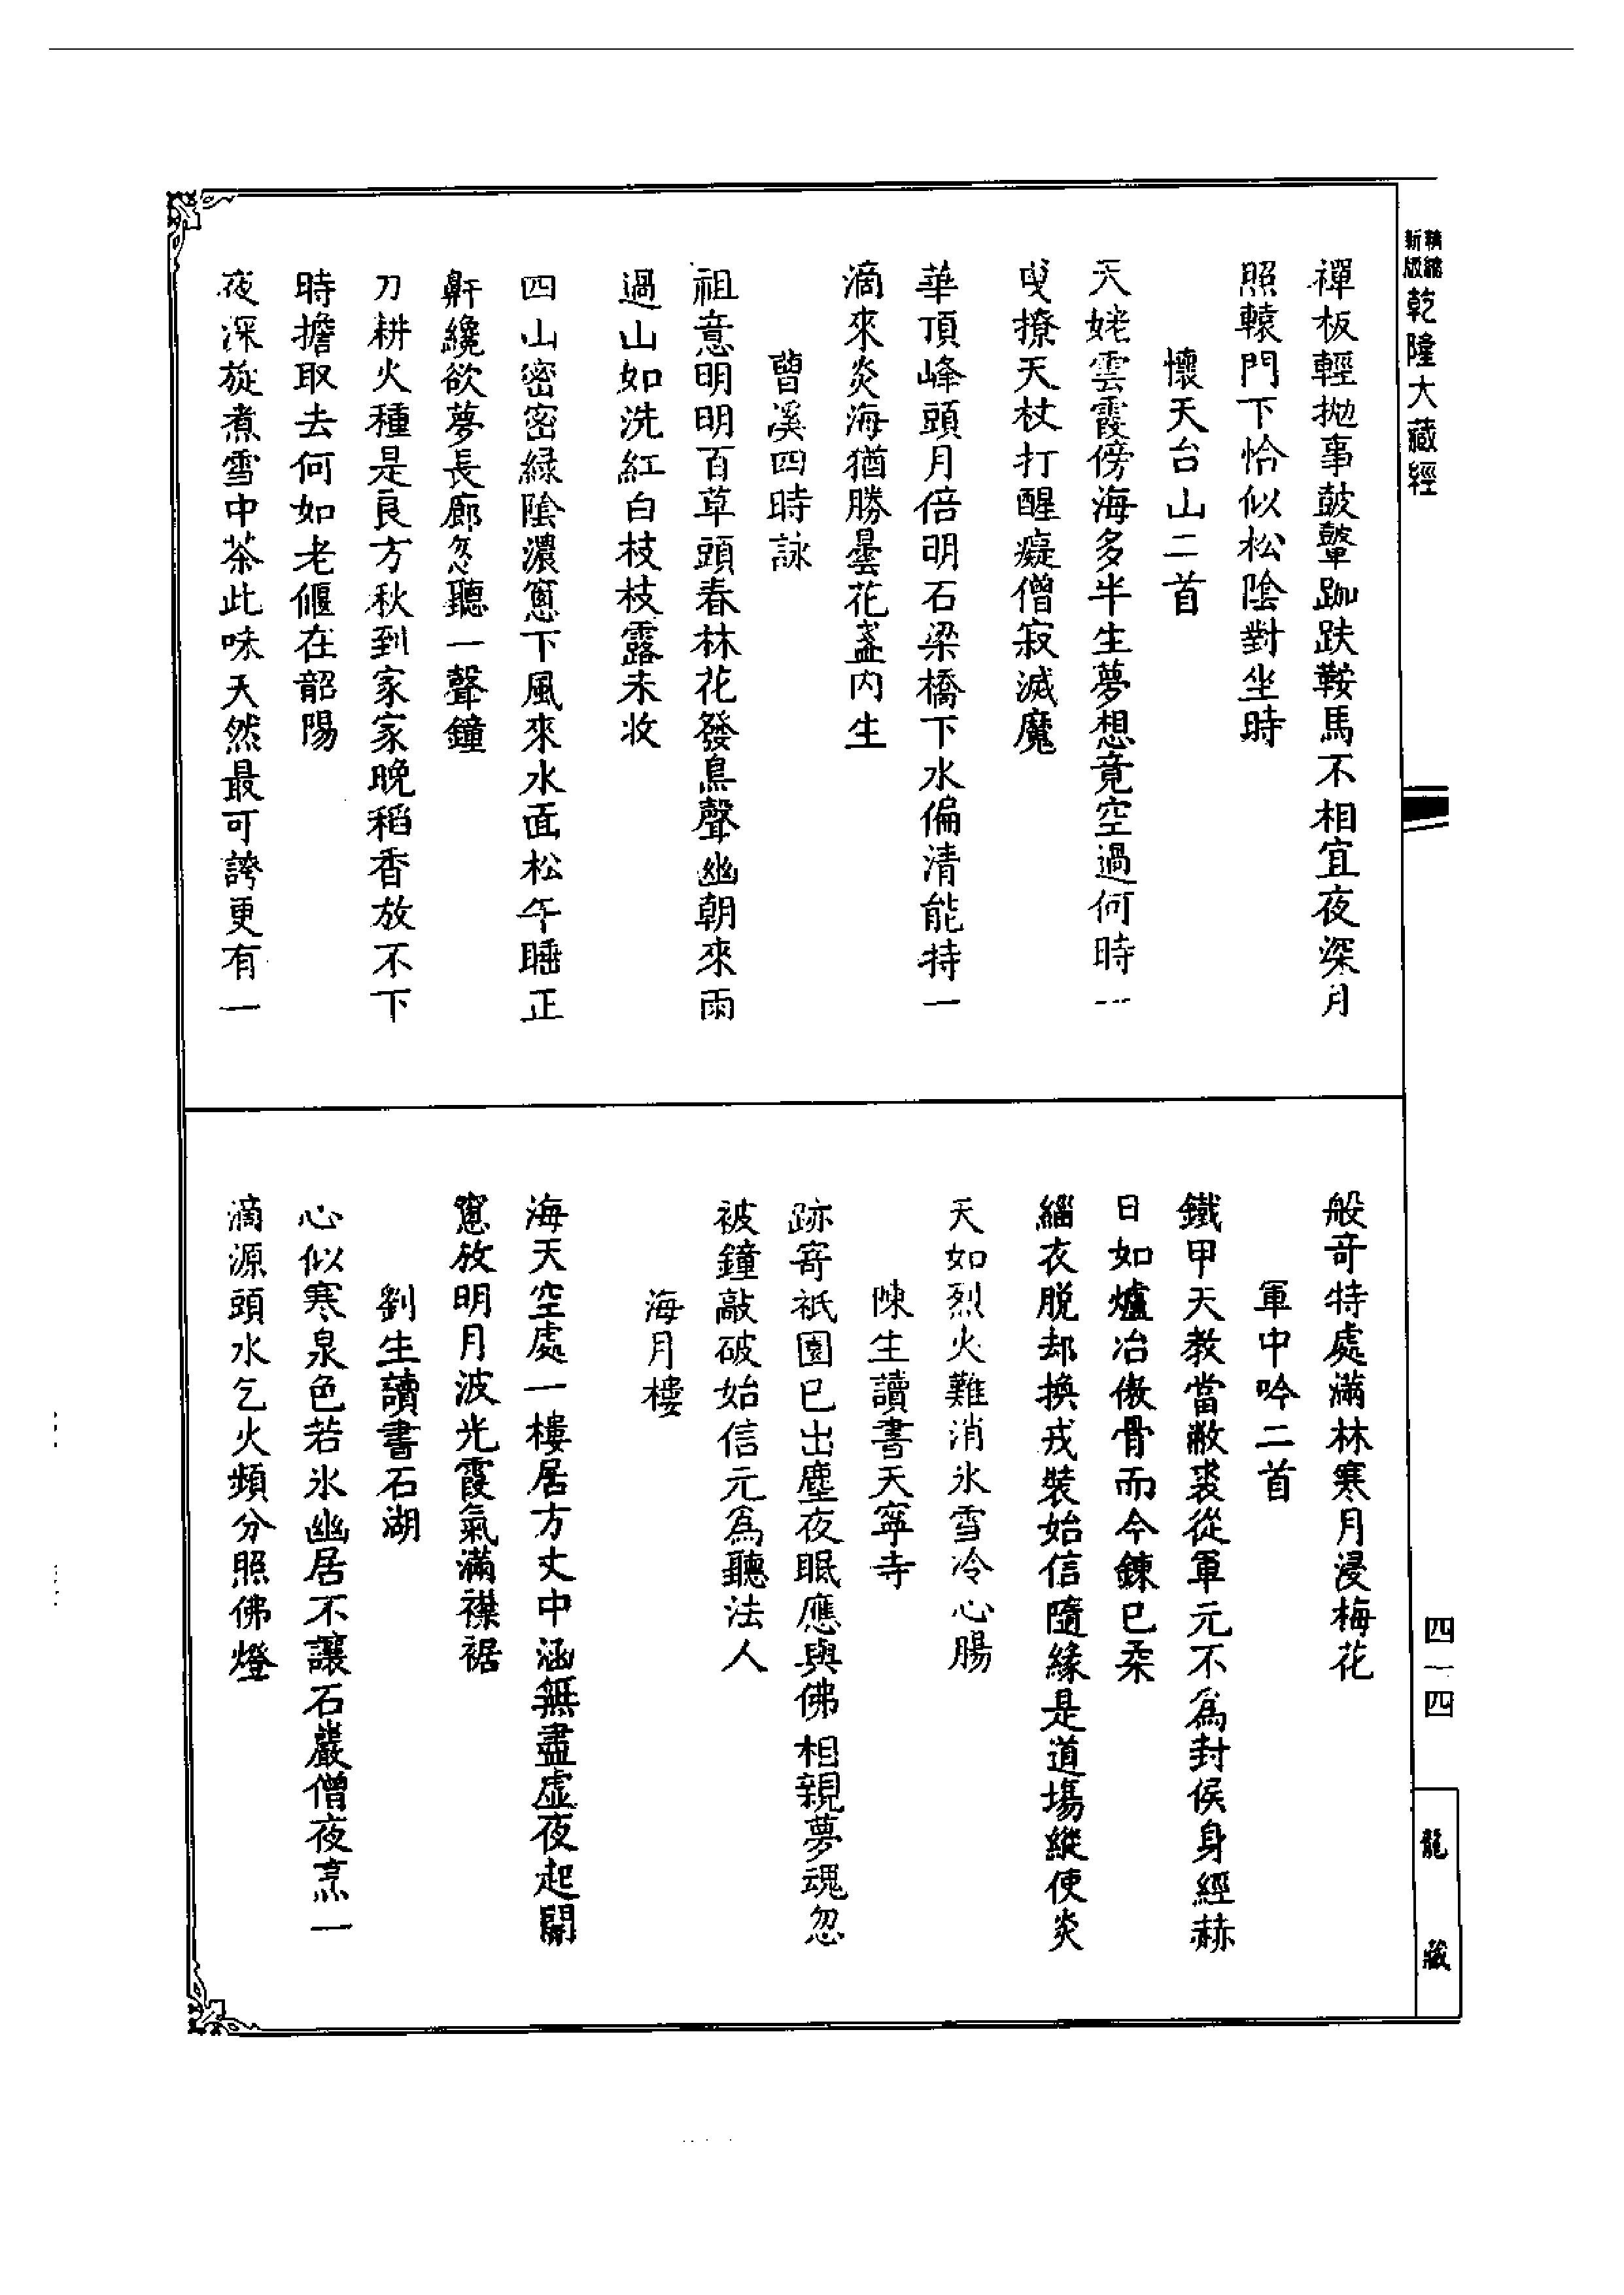 精縮
新版
乾隆大藏經
禪板輕拋事鼓鼙跏趺鞍馬不相宜夜深月
照轅門下恰似松陰對坐時
懷天台山二首
天姥雲霞傍海多半生夢想竟空過何時一
叟撩天杖打醒癡僧寂滅魔
華頂峰頭月倍明石梁橋下水偏清能持一
滴來炎海猶勝曇花盞內生
曹溪四時詠
祖意明明百草頭春林花發鳥聲幽朝來雨
過山如洗紅白枝枝露未收
四山密密綠陰濃窻下風來水面松午睡正
鼾纔欲夢長廊忽聽一聲鐘
刀耕火種是良方秋到家家晚稻香放不下
時擔取去何如老偃在韶陽
夜深旋煮雪中茶此味天然最可誇更有一
般奇特處滿林寒月浸梅花
軍中吟二首
鐵甲天教當敝裘從軍元不為封侯身經赫
日如爐冶傲骨而今鍊已柔
緇衣脫却換戎裝始信隨緣是道場縱使炎
天如烈火難消氷雪冷心腸
陳生讀書天寧寺
跡寄祇園已出塵夜眠應與佛相親夢魂忽
被鐘敲破始信元為聽法人
海月樓
海天空處一樓居方丈中涵無盡虛夜起開
窻放明月波光霞氣滿襟裾
劉生讀書石湖
心似寒泉色若氷幽居不讓石巖僧夜烹一
滴源頭水乞火頻分照佛燈
四一四
龍藏